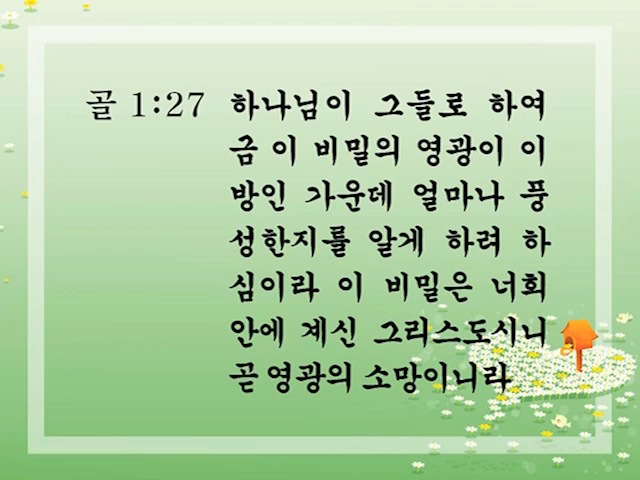 골 1:27 하나님이 그들로 하여
금 이 비밀의 영광이 이
방인 가운데 얼마나 풍
성한지를 알게 하려 하
심이라 이 비밀은 너희
안에 계신 그리스도시니
곧 영광의 소망이니라